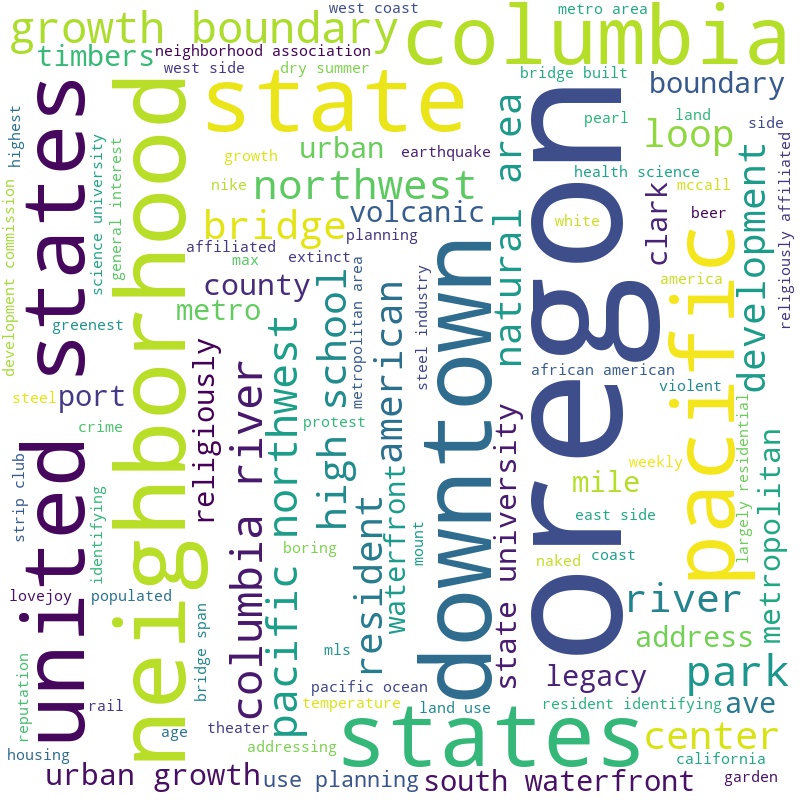 west coast
metro area
growth boundary
columbia
timbers
neighborhood association
west side
dry summer
bridge built
boundary
highest
united states
neighborhood
state
oregon
pearl
land
side
loop
urban
earthquake
growth
nike
northwest
natural area
health science
mccall
religiously affiliated
development commission
science university
general interest
bridge
volcanic
planning
affiliated
extinct
max
white
clark
beer
development
county
metro
america
pacific
greenest
religiously
pacific northwest
high school
metropolitan area
american
steel industry
downtown
african american
violent
steel
port
crime
columbia river
protest
state university
largely residential
strip club
identifying
resident
waterfront
mile
weekly
metropolitan
east side
boring
mount
naked
coast
lovejoy
populated
river
address
bridge span
mls
reputation
rail
age
theater
pacific ocean
temperature
legacy
park
land use
resident identifying
ave
addressing
states
center
housing
california
urban growth
use planning
south waterfront
garden